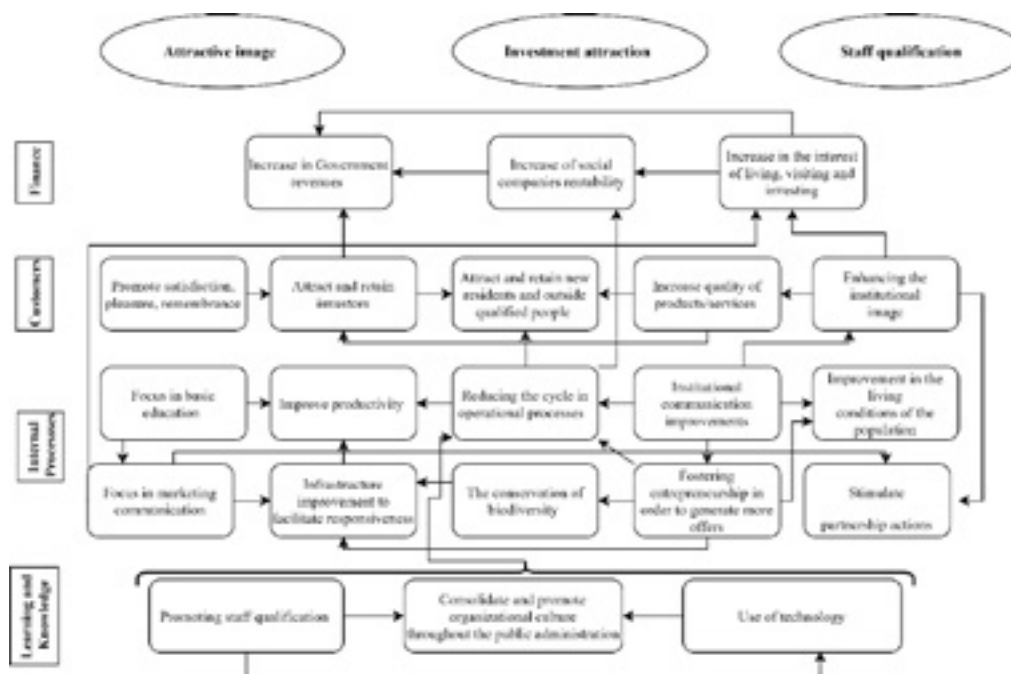 Attractive image
Investment attraction
Staff qualification
Finance
Increase in Government
revenues
Increase of social
companies rentability
Increase in the interest
of living, visiting and
investing
Customers
Promote satisfaction,
pleasure, remembrance
Attract and retain
investors
Attract and retain new
residents and outside
qualified people
Increase quality of
products/services
Enhancing the
institutional
image
Internal
Processes
Focus in basic
education
Improve productivity
Reducing the cycle in
operational processes
Institutional
communication
improvements
Improvement in the
living
conditions of the
population
Focus in marketing
communication
Infrastructure
improvement to
facilitate responsiveness
The conservation of
biodiversity
Fostering
entrepreneurship in
order to generate more
offers
Stimulate
partnership actions
Learning and
Knowledge
Promoting staff qualification
Consolidate and promote
organizational culture
throughout the public administration
Use of technology